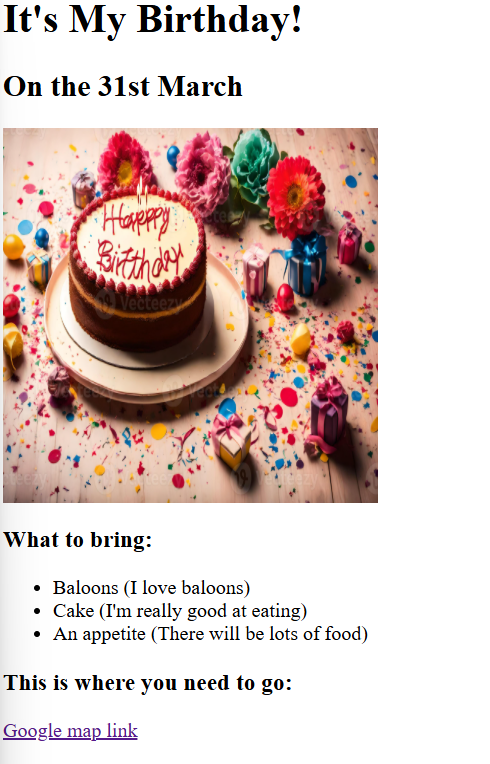 It's My Birthday!
On the 31st March
Happpy
Birthday
Vecteezy
What to bring:
Baloons (I love baloons)
Cake (I'm really good at eating)
An appetite (There will be lots of food)
This is where you need to go:
Google map link